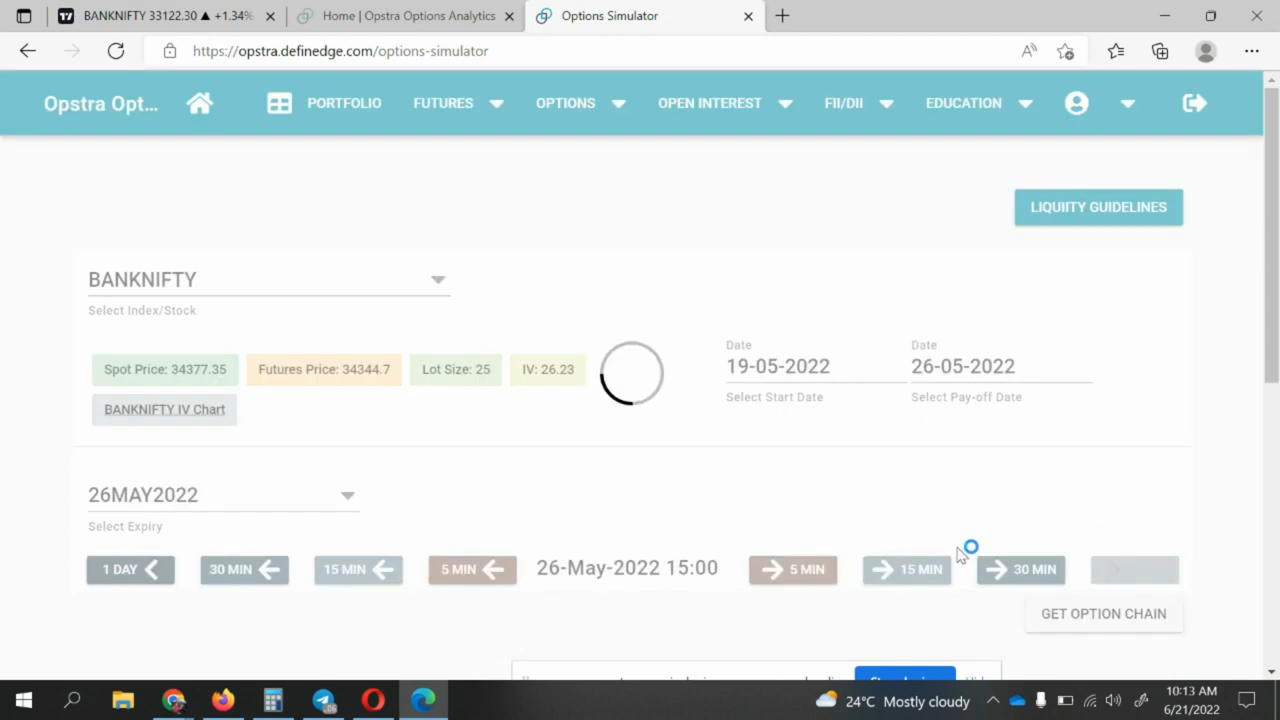 BANKNIFTY 33122.30 ▲ +1.34%
Home | Opstra Options Analytics
Options Simulator
https://opstra.definedge.com/options-simulator
Opstra Opt...
PORTFOLIO
FUTURES
OPTIONS
OPEN INTEREST
FII/DII
EDUCATION
LIQUIITY GUIDELINES
BANKNIFTY
Select Index/Stock
Spot Price: 34377.35
Futures Price: 34344.7
Lot Size: 25
IV: 26.23
BANKNIFTY IV Chart
Date
19-05-2022
Select Start Date
Date
26-05-2022
Select Pay-off Date
26MAY2022
Select Expiry
1 DAY
30 MIN
15 MIN
5 MIN
26-May-2022 15:00
5 MIN
15 MIN
30 MIN
GET OPTION CHAIN
24°C Mostly cloudy
10:13 AM
6/21/2022